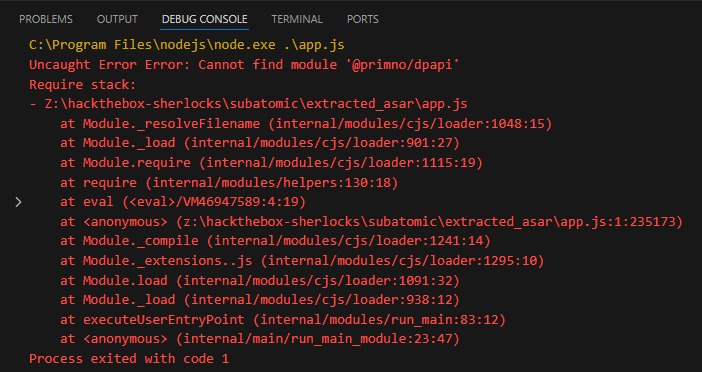 PROBLEMS OUTPUT DEBUG CONSOLE TERMINAL PORTS
C:\Program Files\nodejs\node.exe .\app.js
Uncaught Error Error: Cannot find module '@primno/dpapi'
Require stack:
- Z:\hackthebox-sherlocks\subatomic\extracted_asar\app.js
at Module._resolveFilename (internal/modules/cjs/loader:1048:15)
at Module._load (internal/modules/cjs/loader:901:27)
at Module.require (internal/modules/cjs/loader:1115:19)
at require (internal/modules/helpers:130:18)
at eval (<eval>/VM46947589:4:19)
at <anonymous> (z:\hackthebox-sherlocks\subatomic\extracted_asar\app.js:1:235173)
at Module._compile (internal/modules/cjs/loader:1241:14)
at Module._extensions..js (internal/modules/cjs/loader:1295:10)
at Module.load (internal/modules/cjs/loader:1091:32)
at Module._load (internal/modules/cjs/loader:938:12)
at executeUserEntryPoint (internal/modules/run_main:83:12)
at <anonymous> (internal/main/run_main_module:23:47)
Process exited with code 1